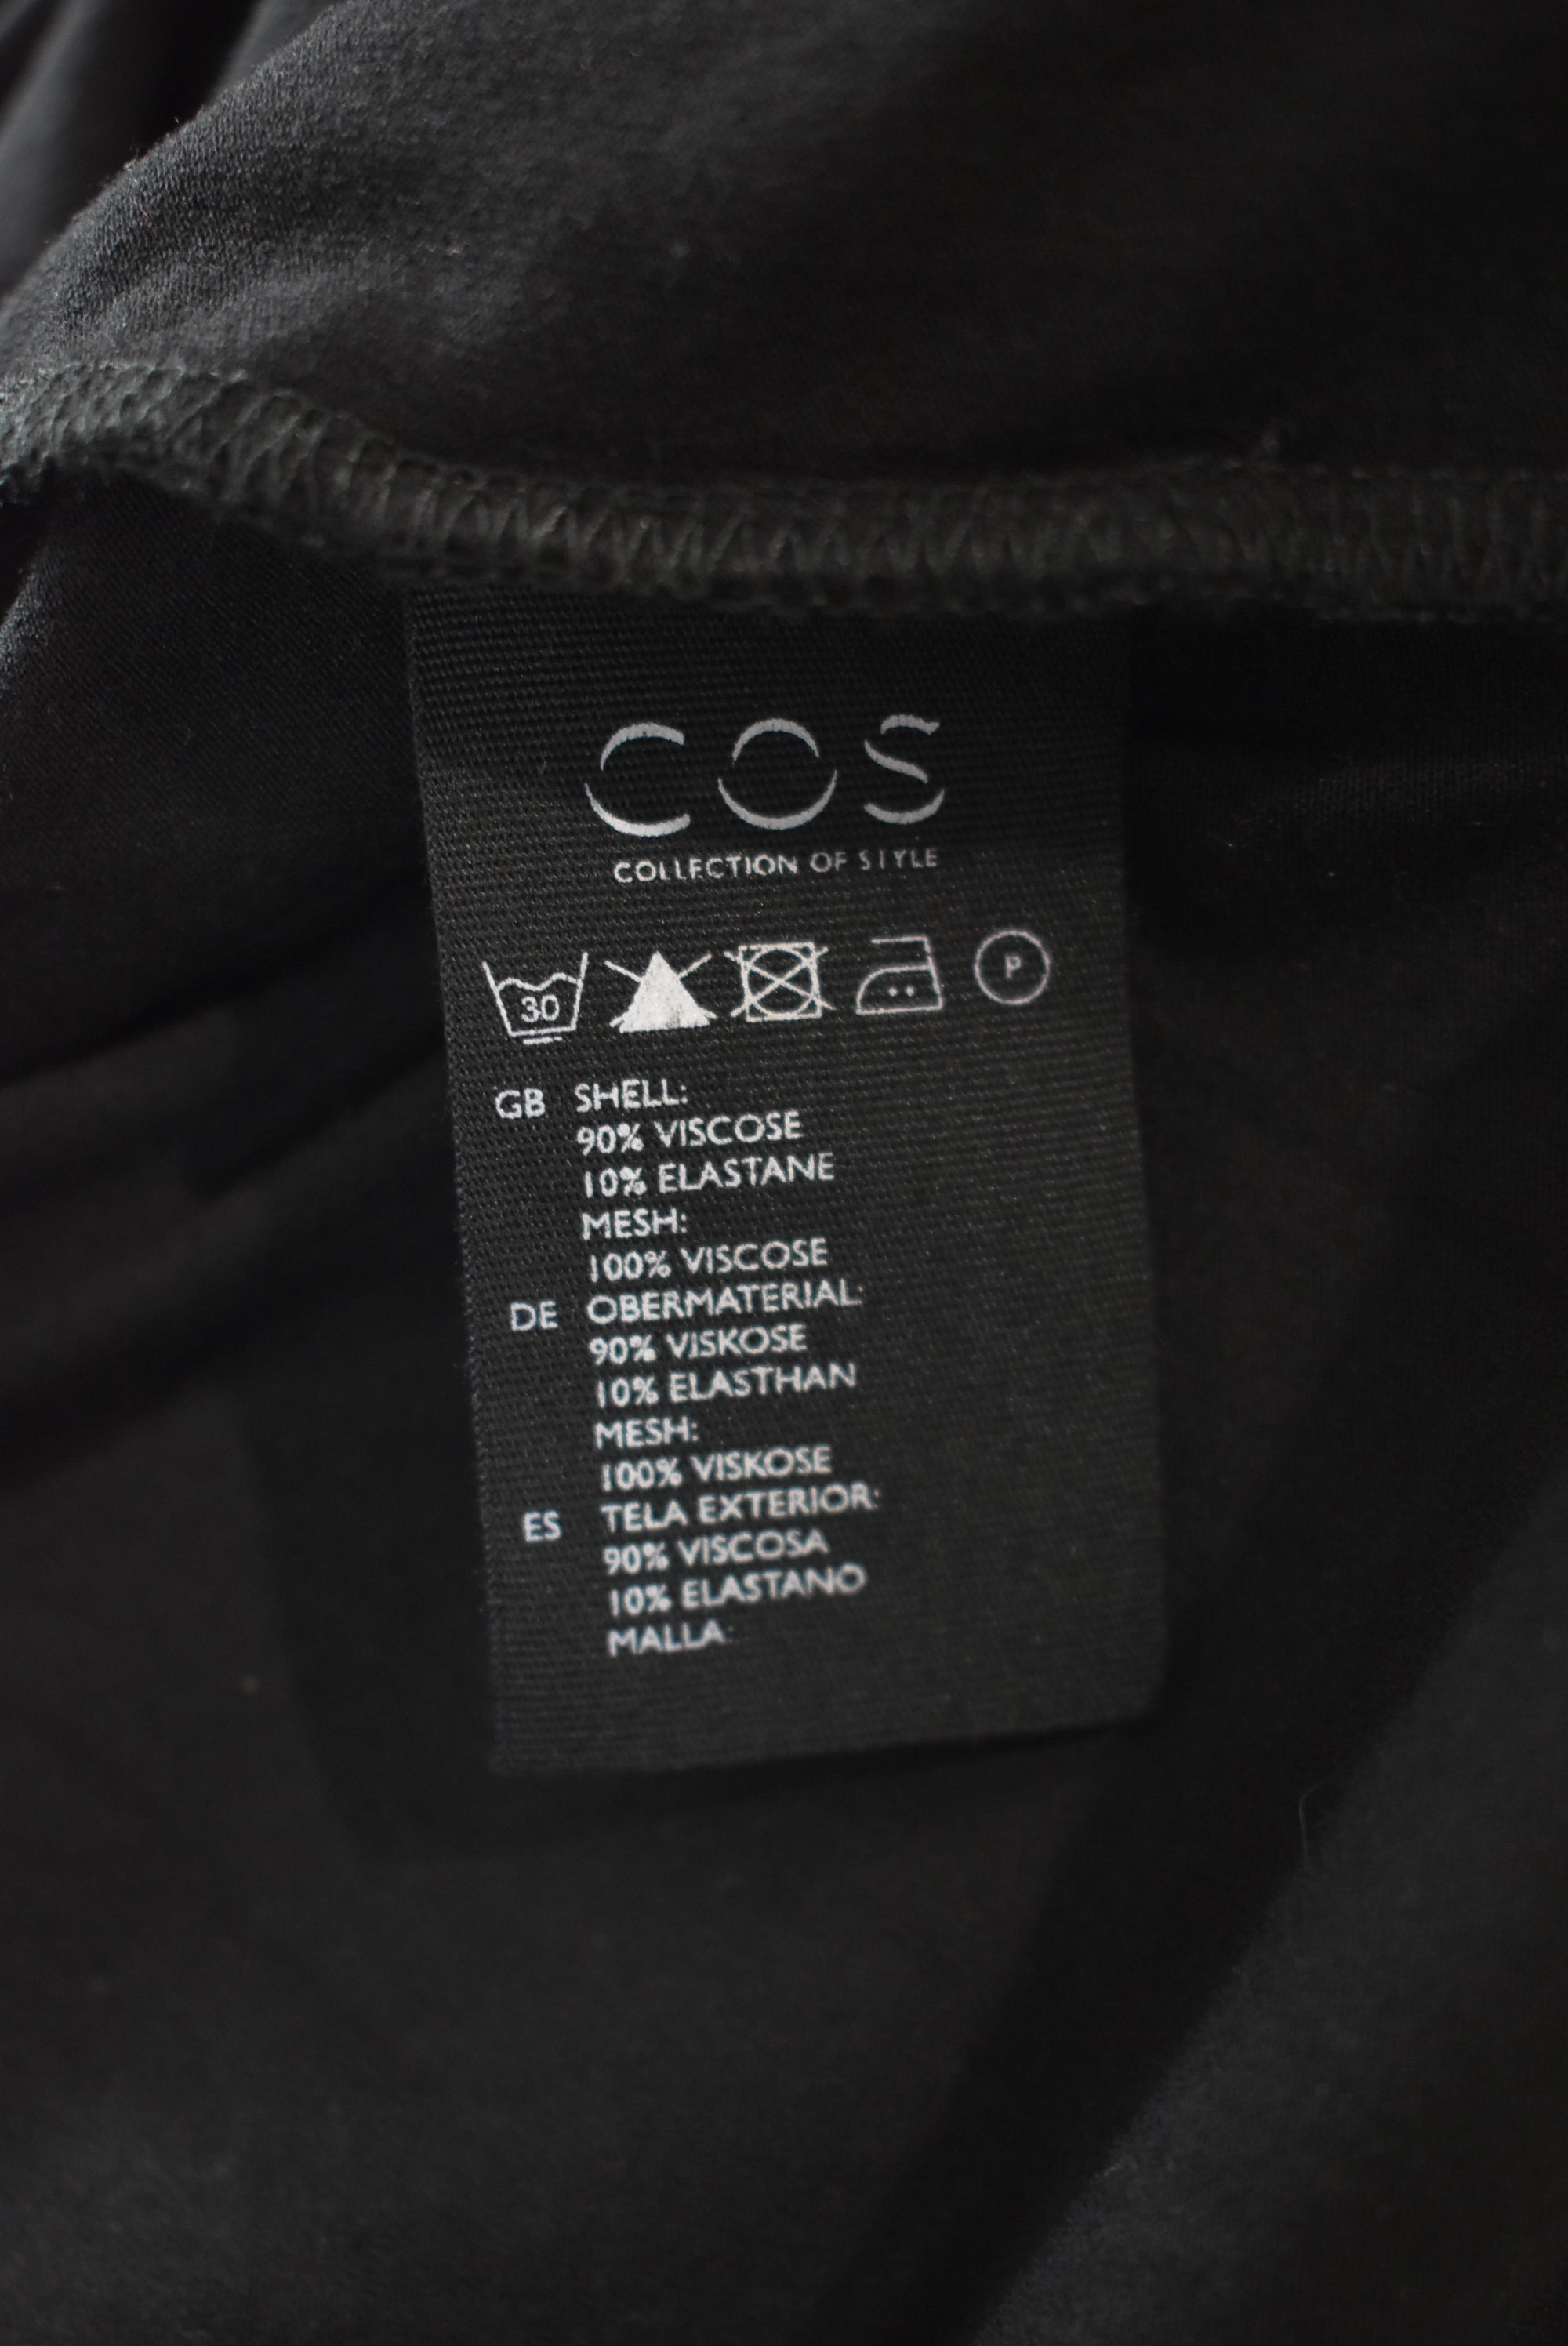 COS
COLLECTION OF STYLE
30 P
GB SHELL:
90% VISCOSE
10% ELASTANE
MESH:
100% VISCOSE
DE OBERMATERIAL:
90% VISKOSE
10% ELASTHAN
MESH:
100% VISKOSE
ES TELA EXTERIOR:
90% VISCOSA
10% ELASTANO
MALLA: